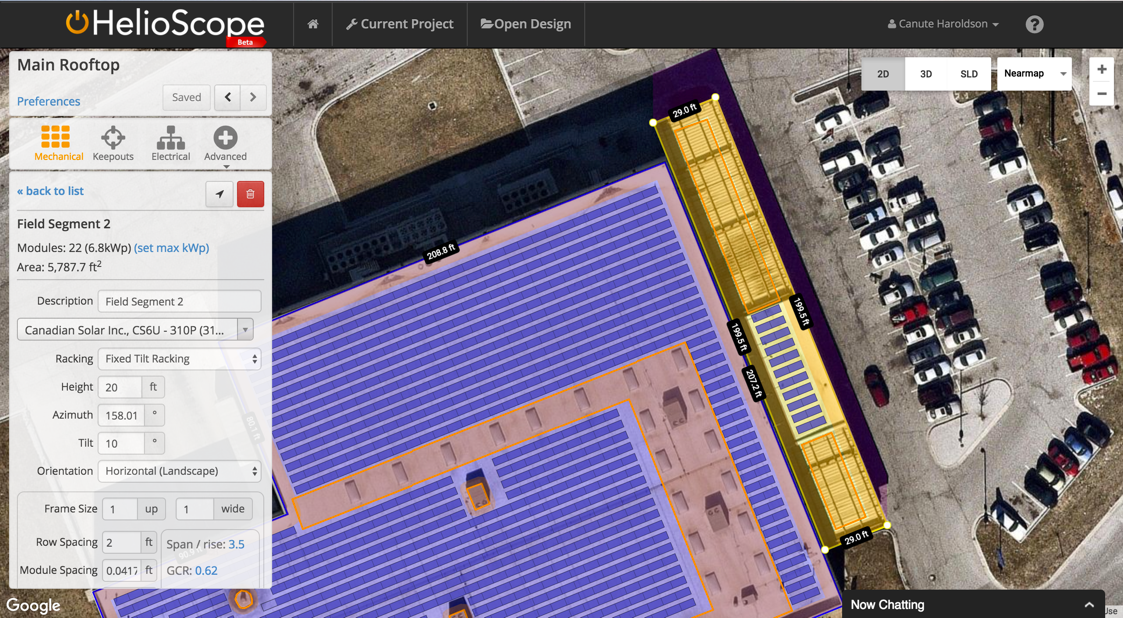 HelioScope
Beta
Current Project
Open Design
Canute Haroldson
?
Main Rooftop
Preferences
Saved
Mechanical
Keepouts
Electrical
Advanced
« back to list
Field Segment 2
Modules: 22 (6.8kWp) (set max kWp)
Area: 5,787.7 ft2
Description Field Segment 2
Canadian Solar Inc., CS6U - 310P (31...
Racking Fixed Tilt Racking
Height 20 ft
Azimuth 158.01 °
Tilt 10 °
Orientation Horizontal (Landscape)
Frame Size 1 up 1 wide
Row Spacing 2 ft Span / rise: 3.5
Module Spacing 0.0417 ft GCR: 0.62
Google
2D
3D
SLD
Nearmap
+
−
29.0 ft
208.8 ft
199.5 ft
199.5 ft
207.2 ft
29.0 ft
Now Chatting
Use